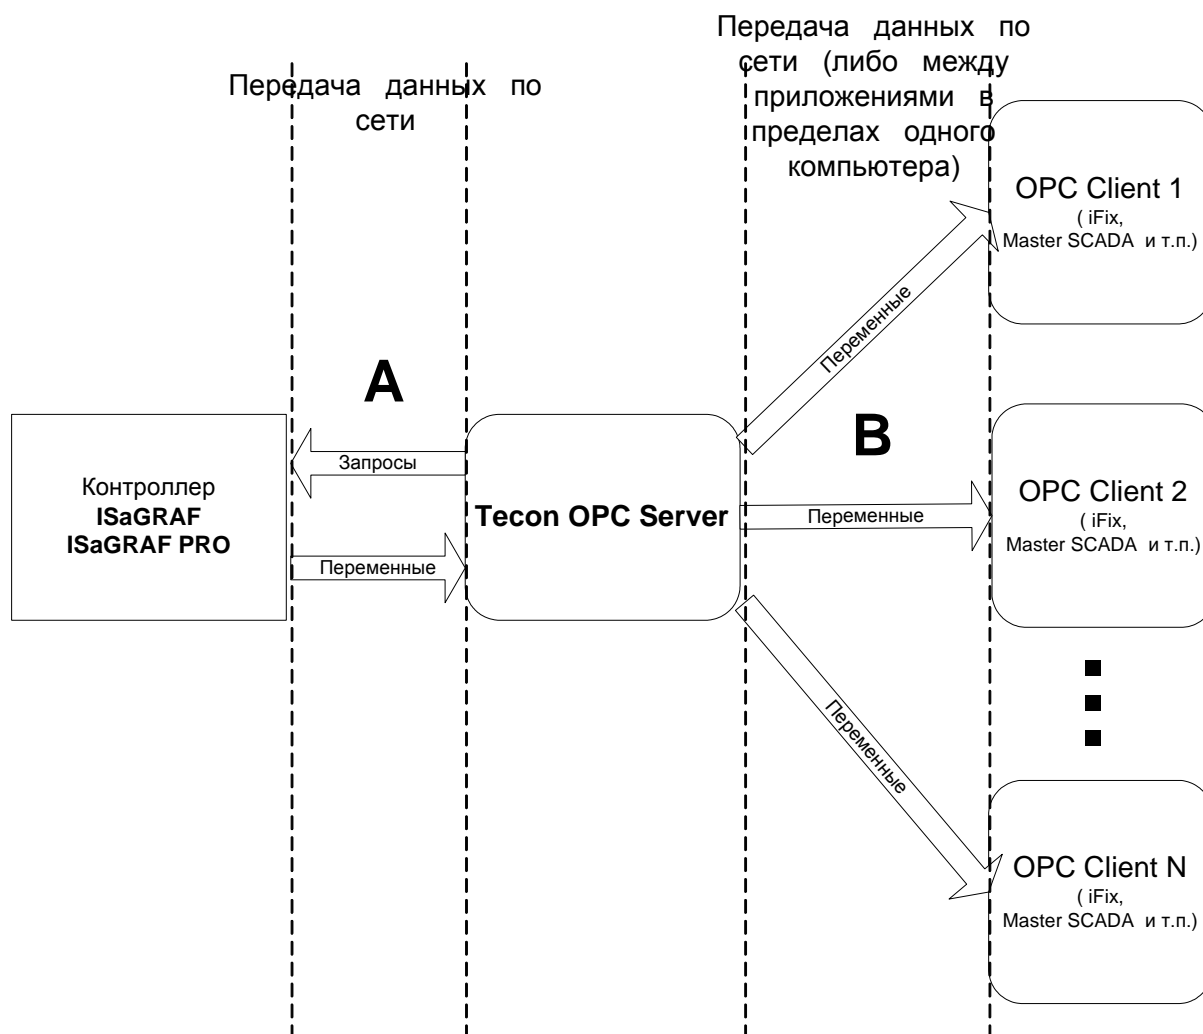 Передача данных по
сети
Передача данных по
сети (либо между
приложениями в
пределах одного
компьютера)
A
B
Контроллер
ISaGRAF
ISaGRAF PRO
Запросы
Переменные
Tecon OPC Server
Переменные
Переменные
Переменные
OPC Client 1
( iFix,
Master SCADA и т.п.)
OPC Client 2
( iFix,
Master SCADA и т.п.)
OPC Client N
( iFix,
Master SCADA и т.п.)